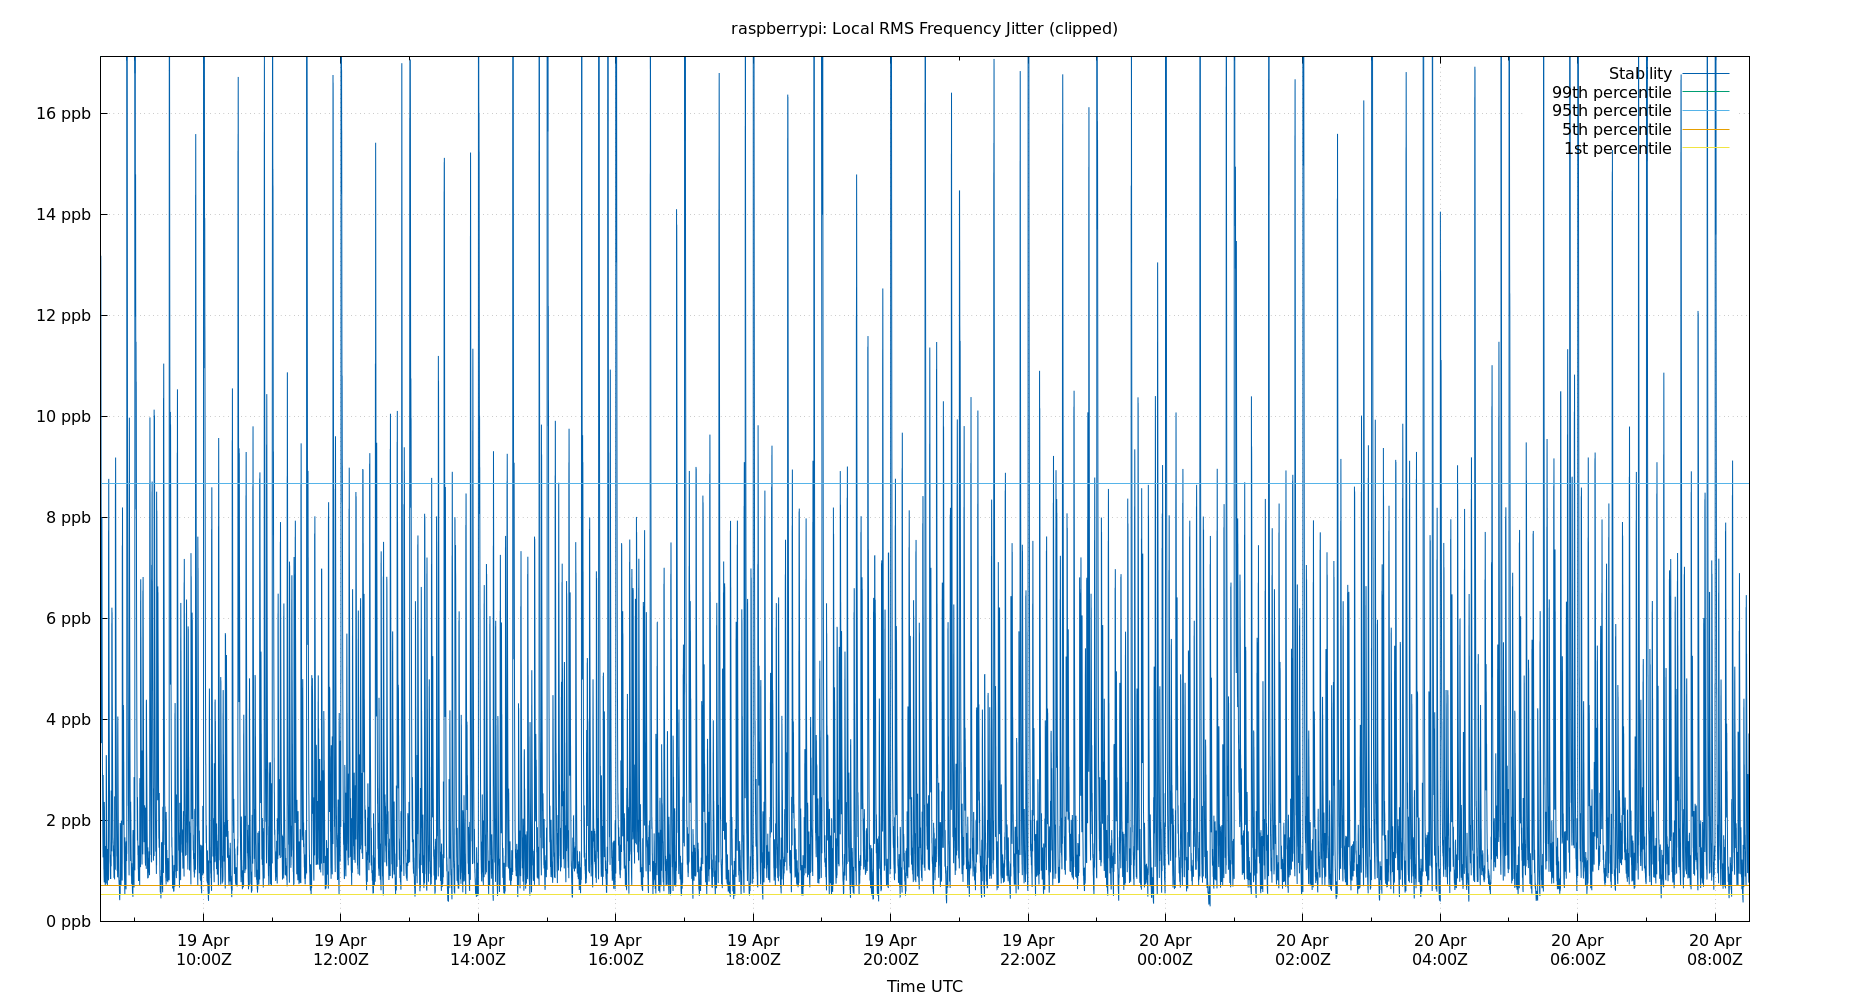 raspberrypi: Local RMS Frequency Jitter (clipped)
Stability
99th percentile
95th percentile
5th percentile
1st percentile
16 ppb
14 ppb
12 ppb
10 ppb
8 ppb
6 ppb
4 ppb
2 ppb
0 ppb
19 Apr 19 Apr 19 Apr 19 Apr 19 Apr 19 Apr 19 Apr 20 Apr 20 Apr 20 Apr 20 Apr 20 Apr
10:00Z 12:00Z 14:00Z 16:00Z 18:00Z 20:00Z 22:00Z 00:00Z 02:00Z 04:00Z 06:00Z 08:00Z
Time UTC